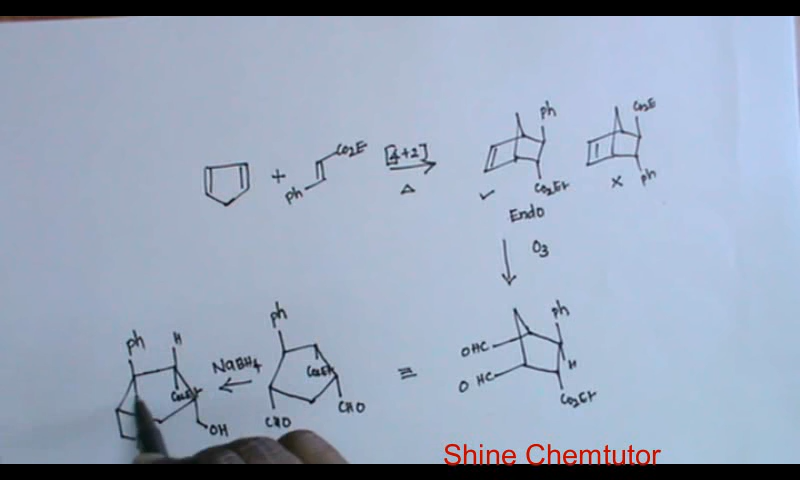 Ph CO2E
CO2E [4+2]
+
Ph Δ CO2Et × Ph
✓ Endo
O3
Ph Ph
Ph H OHC
NaBH4 CO2Et ≡ H
CO2Et OHC
CHO CO2Et
OH CHO
Shine Chemtutor